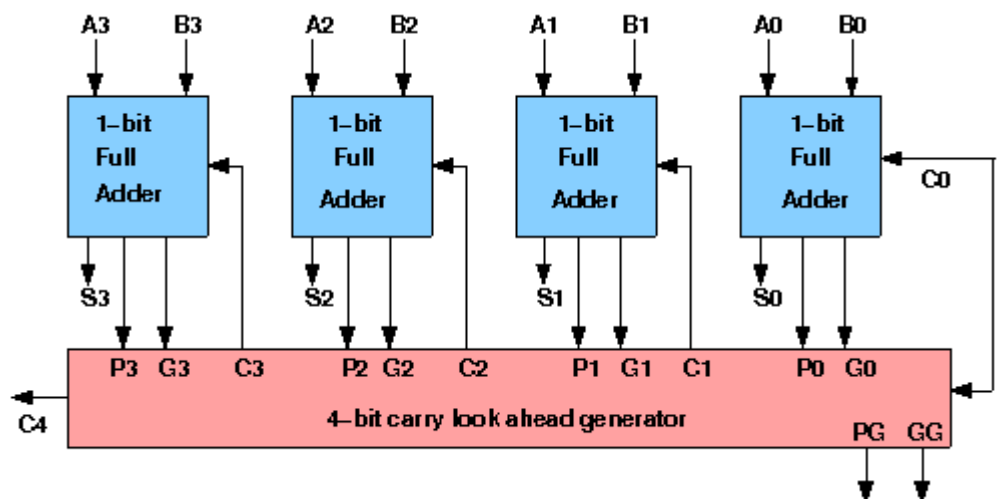 A3 B3 A2 B2 A1 B1 A0 B0
1-bit Full Adder
1-bit Full Adder
1-bit Full Adder
1-bit Full Adder
C0
S3 S2 S1 S0
P3 G3 C3 P2 G2 C2 P1 G1 C1 P0 G0
C4
4-bit carry look ahead generator
PG GG